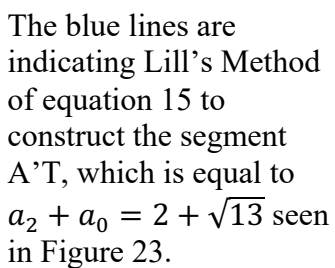 The blue lines are
indicating Lill’s Method
of equation 15 to
construct the segment
A’T, which is equal to
a₂ + a₀ = 2 + √13 seen
in Figure 23.